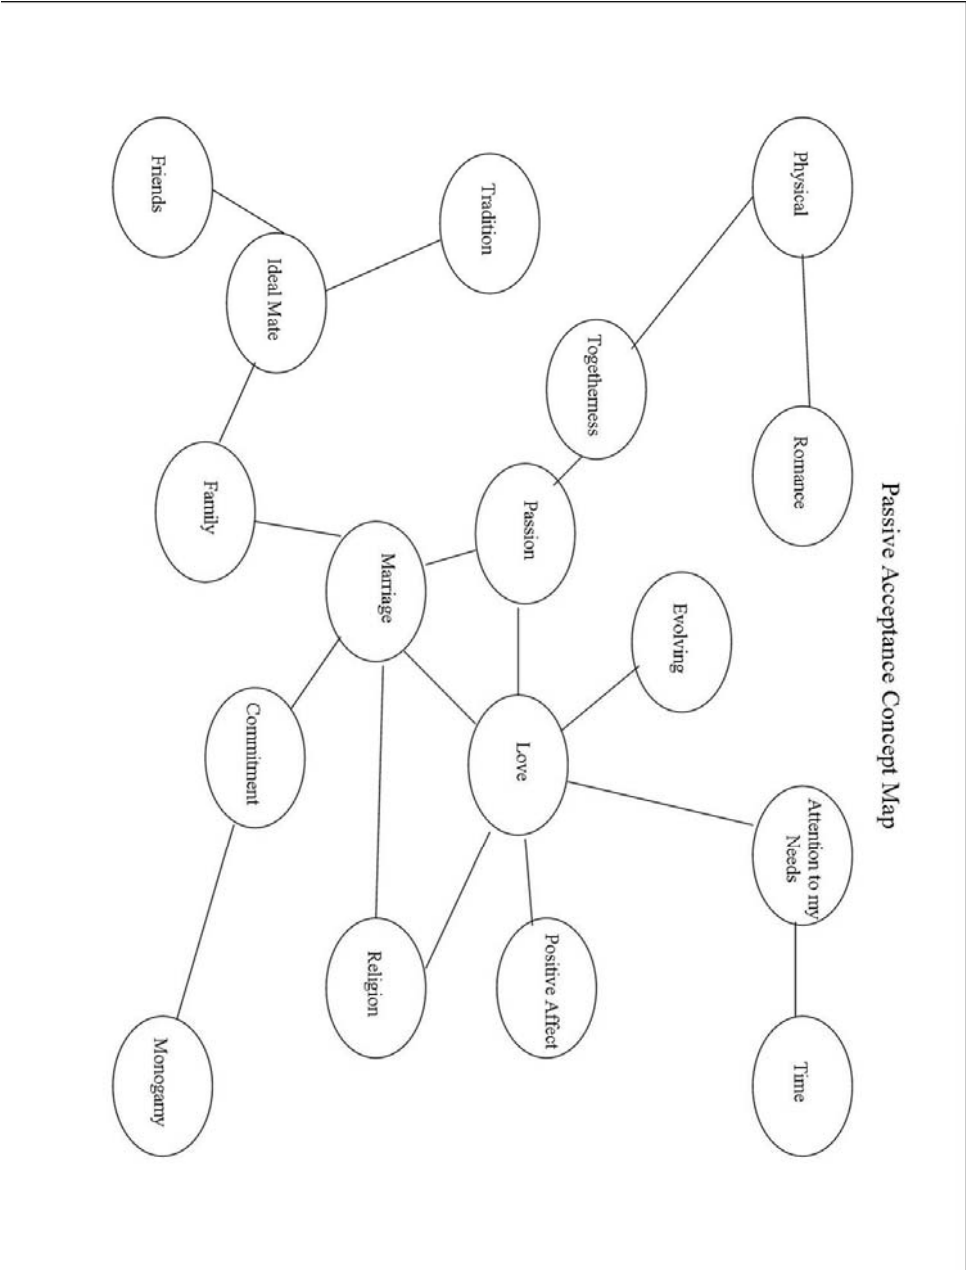 Passive Acceptance Concept Map
Physical
Romance
Attention to my
Needs
Time
Evolving
Togetherness
Tradition
Passion
Love
Positive Affect
Marriage
Religion
Ideal Mate
Family
Commitment
Friends
Monogamy